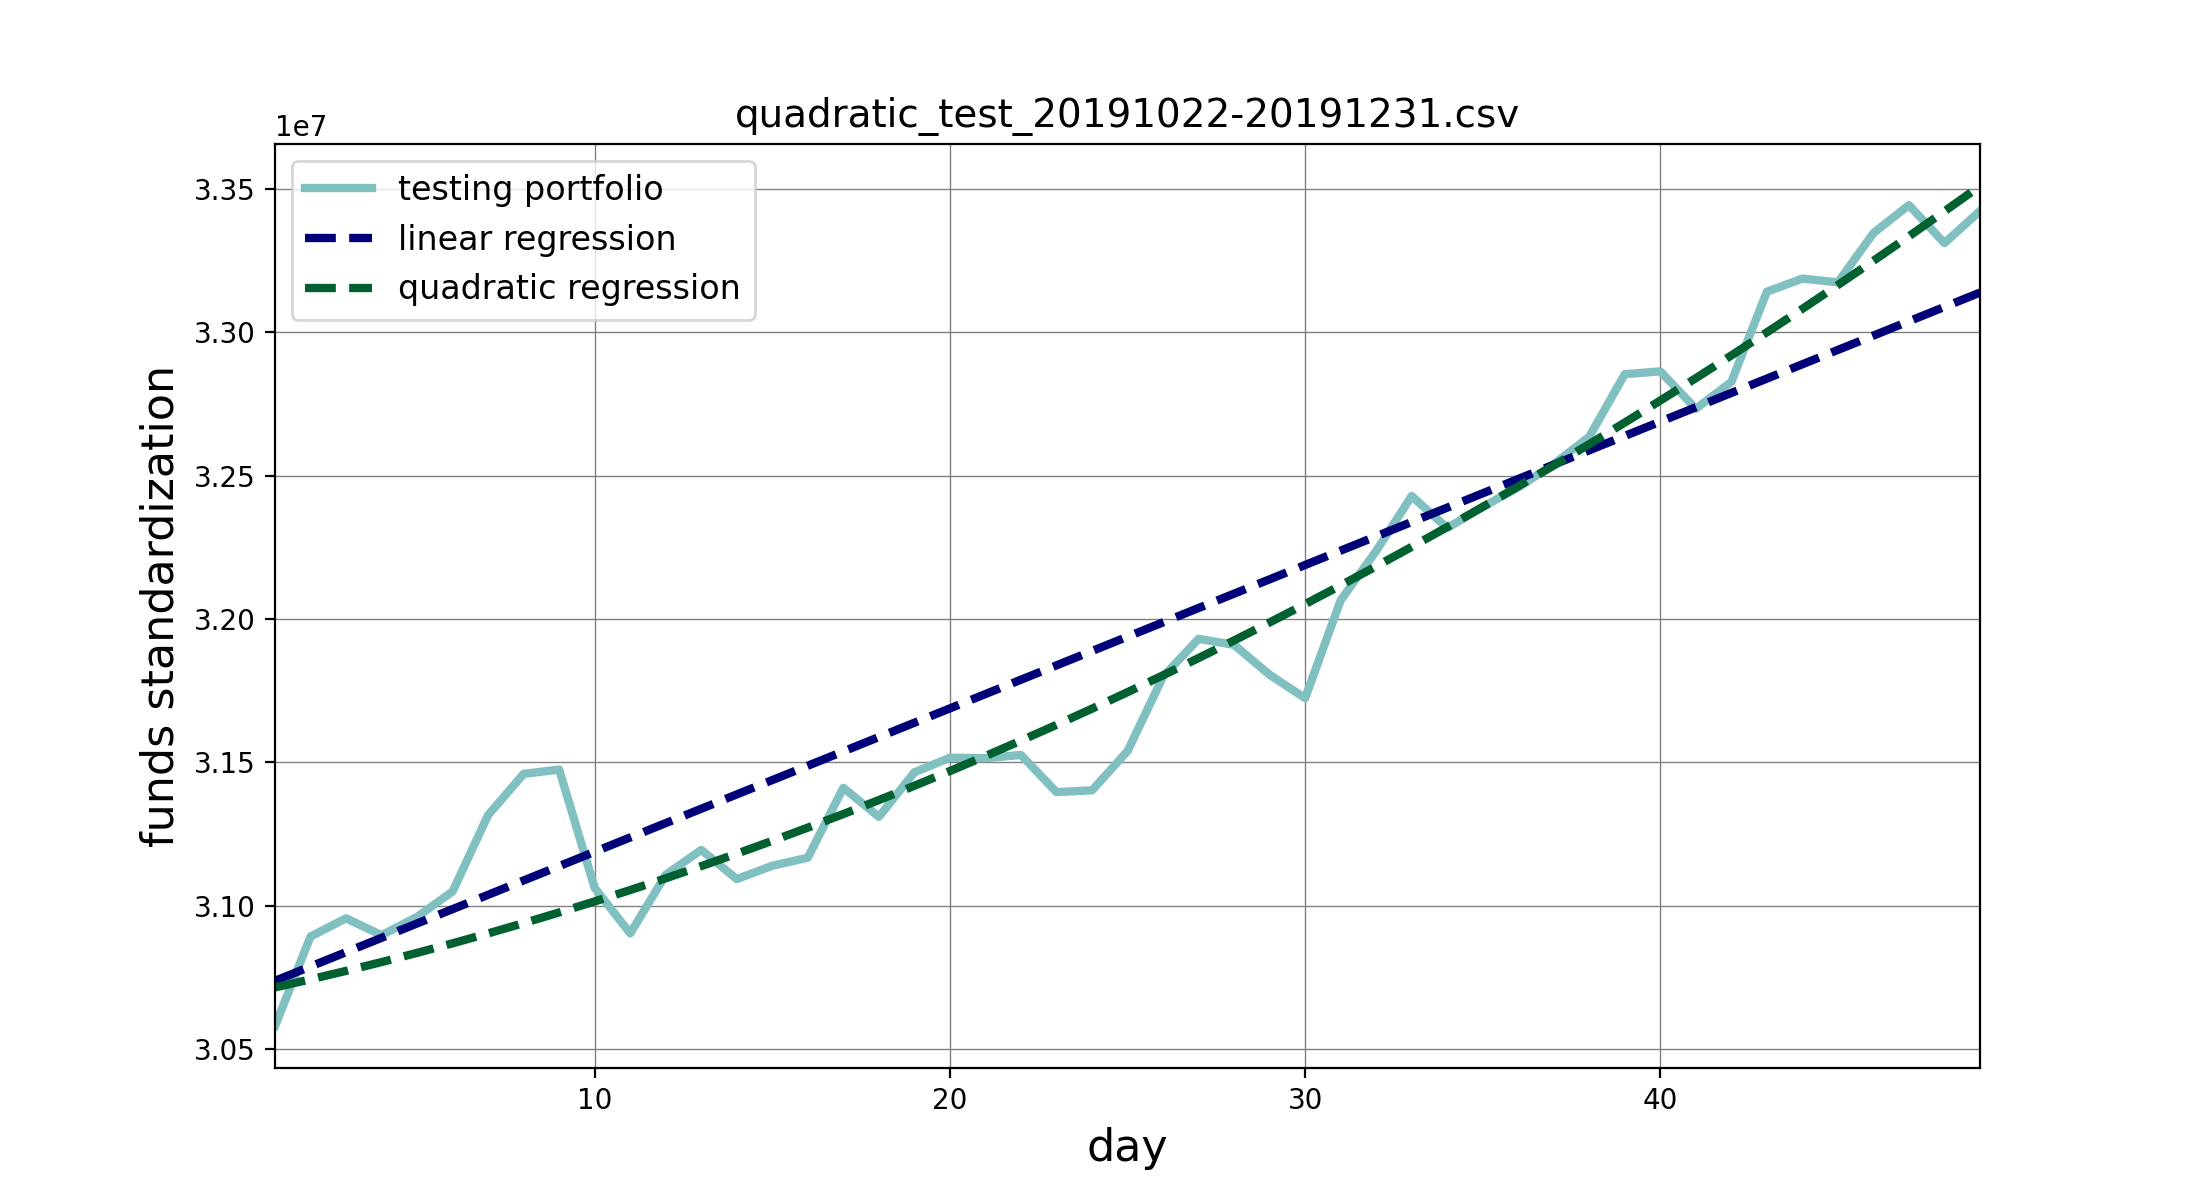 quadratic_test_20191022-20191231.csv
1e7
testing portfolio
linear regression
quadratic regression
3.35
3.30
3.25
3.20
3.15
3.10
3.05
funds standardization
10 20 30 40
day